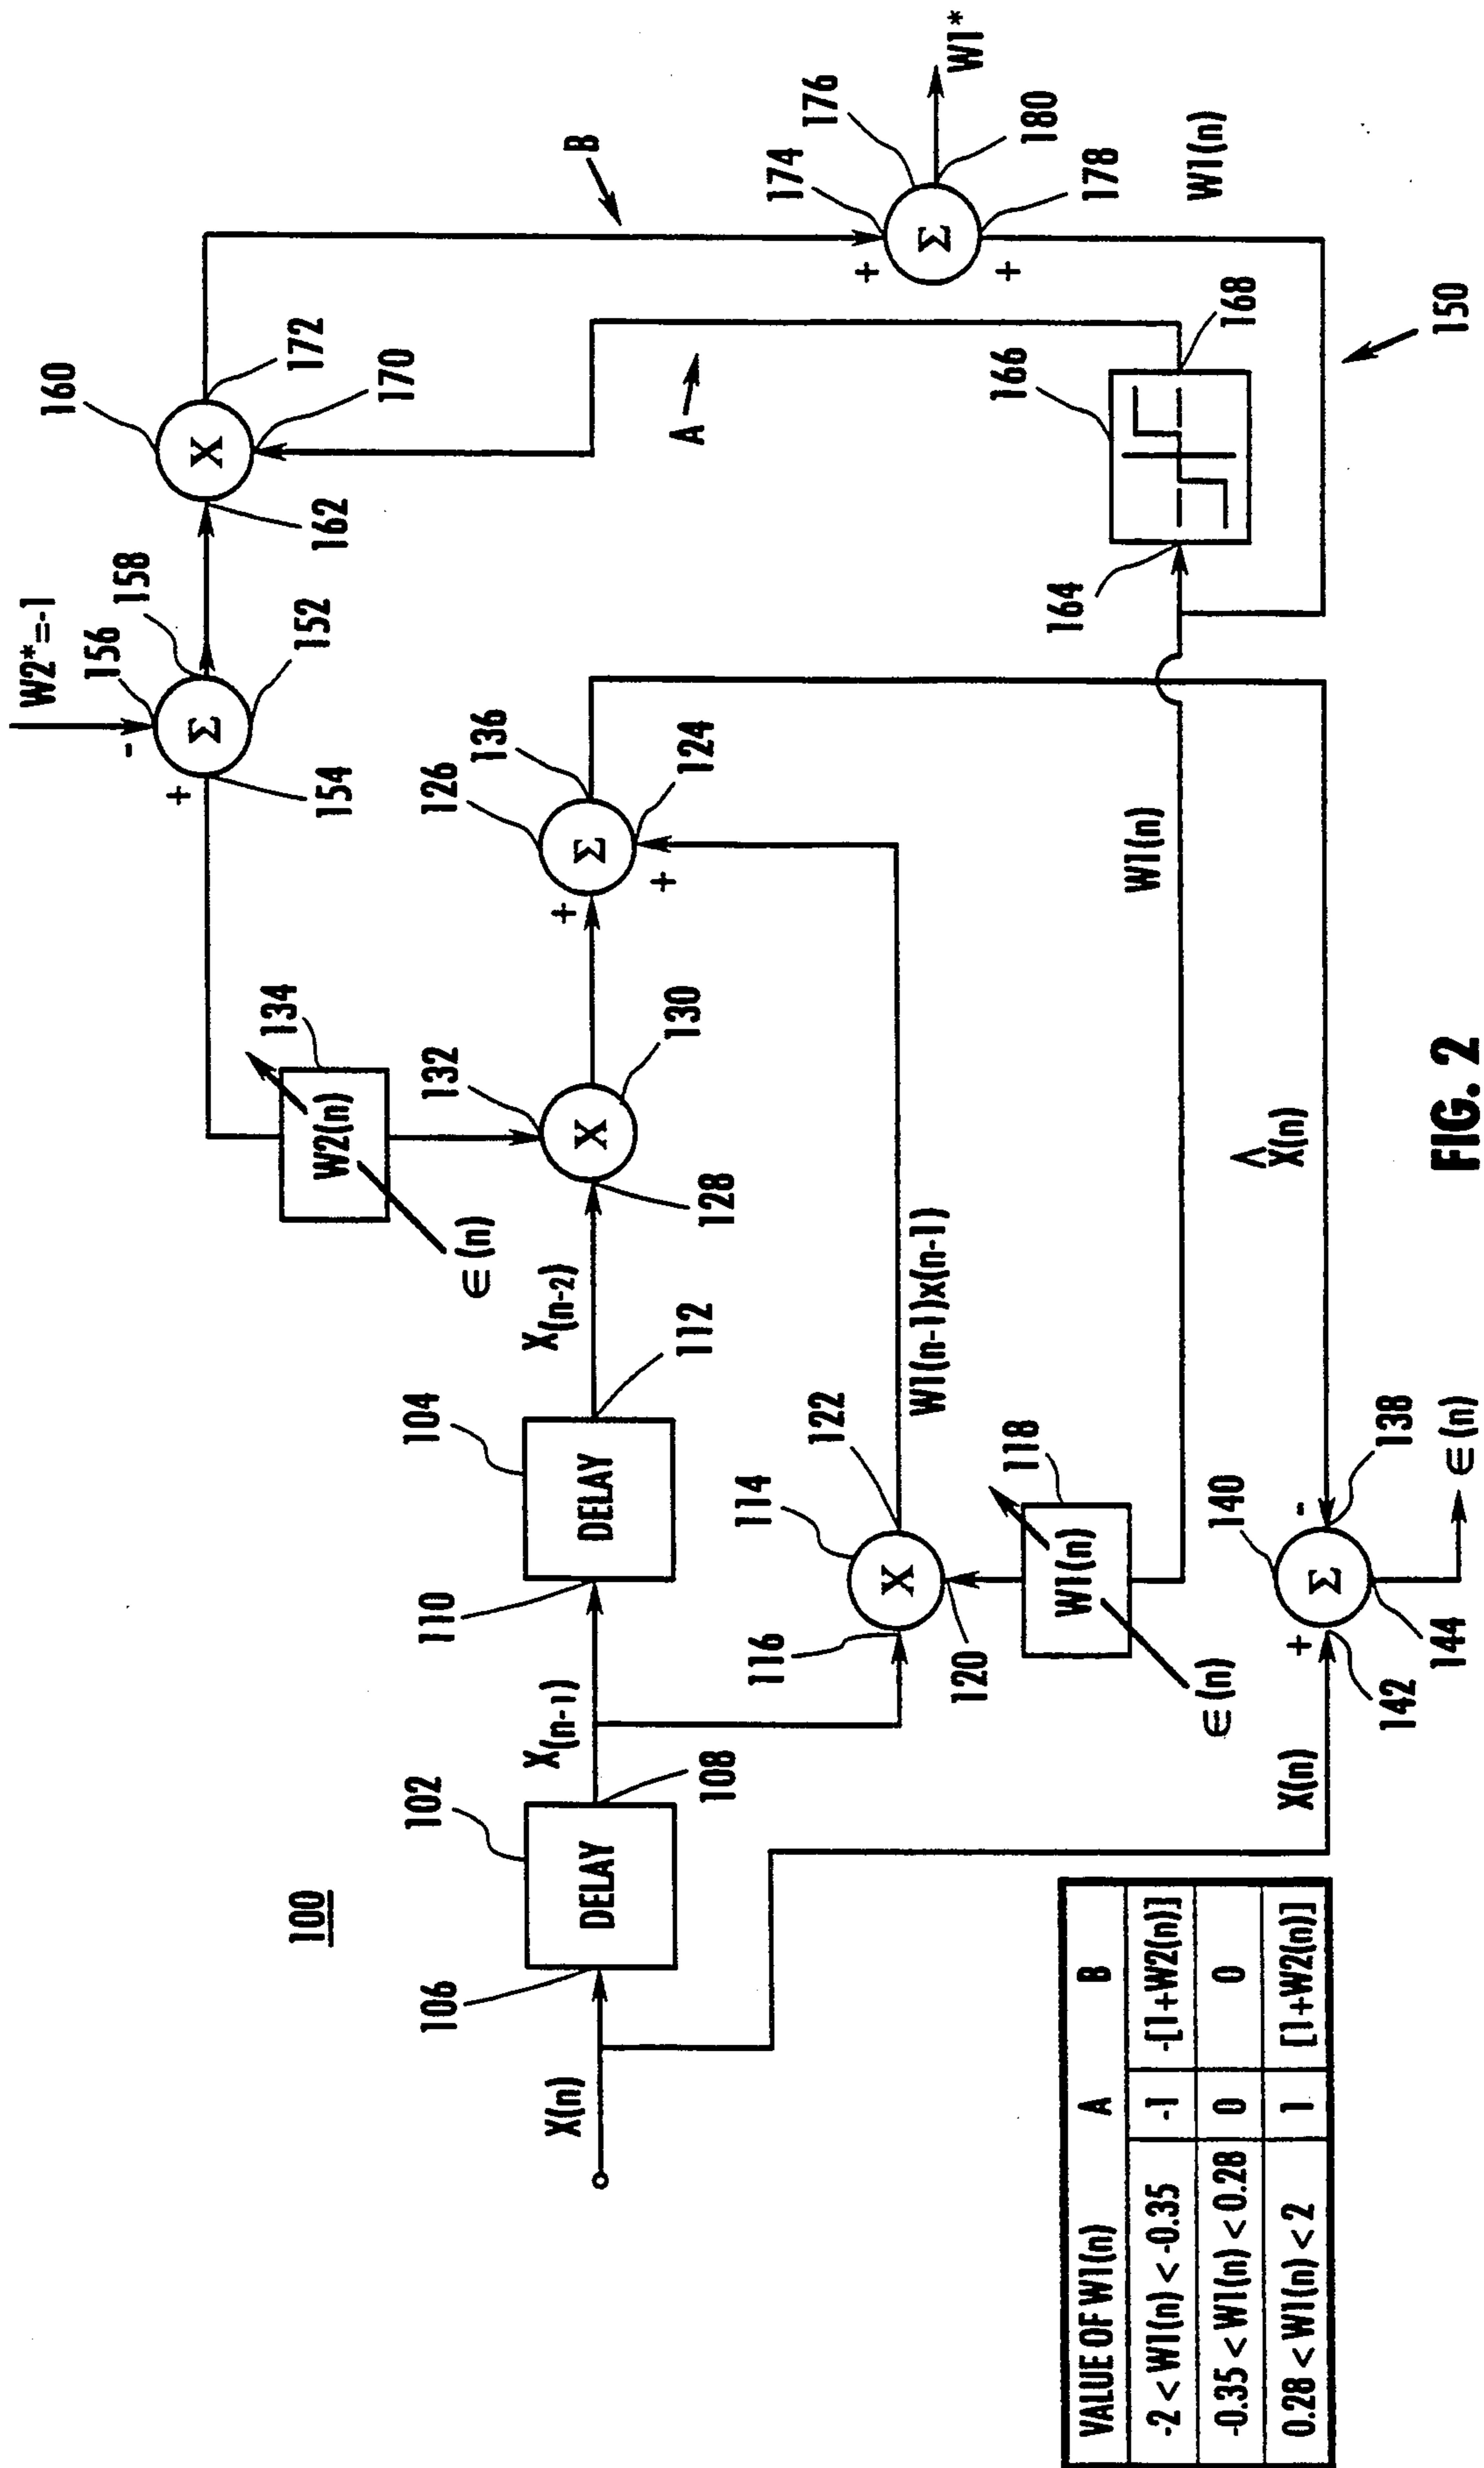 100
W2*=-1
156
158
160
-
Σ
X
+
154
152
162
172
170
134
W2(n)
∈(n)
B
A
104
X(n-2)
132
126
136
102
X(n-1)
X(n)
DELAY
DELAY
X
+
Σ
106
108
110
112
128
130
+
124
174
176
+
Σ
W1*
180
+
178
W1(n)
114
116
X
122
W1(n-1)x(n-1)
120
118
W1(n)
∈(n)
W1(n)
166
164
168
150
X̂(n)
X(n)
+
142
140
Σ
-
138
144
∈(n)
VALUE OF W1(n) A B
-2 < W1(n) < -0.35 -1 -[1+W2(n)]
-0.35 < W1(n) < 0.28 0 0
0.28 < W1(n) < 2 1 [1+W2(n)]
FIG. 2